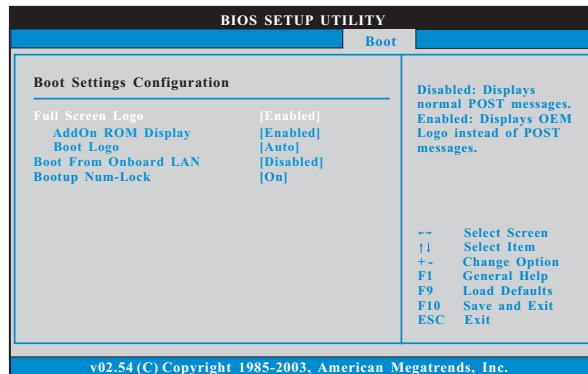 BIOS SETUP UTILITY
Boot
Boot Settings Configuration
Full Screen Logo [Enabled]
AddOn ROM Display [Enabled]
Boot Logo [Auto]
Boot From Onboard LAN [Disabled]
Bootup Num-Lock [On]
Disabled: Displays
normal POST messages.
Enabled: Displays OEM
Logo instead of POST
messages.
←→ Select Screen
↑↓ Select Item
+ - Change Option
F1 General Help
F9 Load Defaults
F10 Save and Exit
ESC Exit
v02.54 (C) Copyright 1985-2003, American Megatrends, Inc.